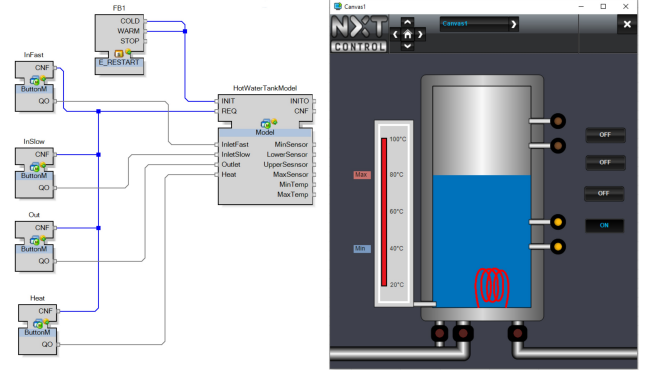 FB1
COLD
WARM
STOP
E_RESTART
InFast
CNF
ButtonM
QO
InSlow
CNF
ButtonM
QO
Out
CNF
ButtonM
QO
Heat
CNF
ButtonM
QO
HotWaterTankModel
INIT INITO
REQ CNF
Model
InletFast MinSensor
InletSlow LowerSensor
Outlet UpperSesnsor
Heat MaxSensor
MinTemp
MaxTemp
Canvas1
NXT
CONTROL
Canvas1
100°C
Max 80°C
60°C
Min 40°C
20°C
OFF
OFF
OFF
ON